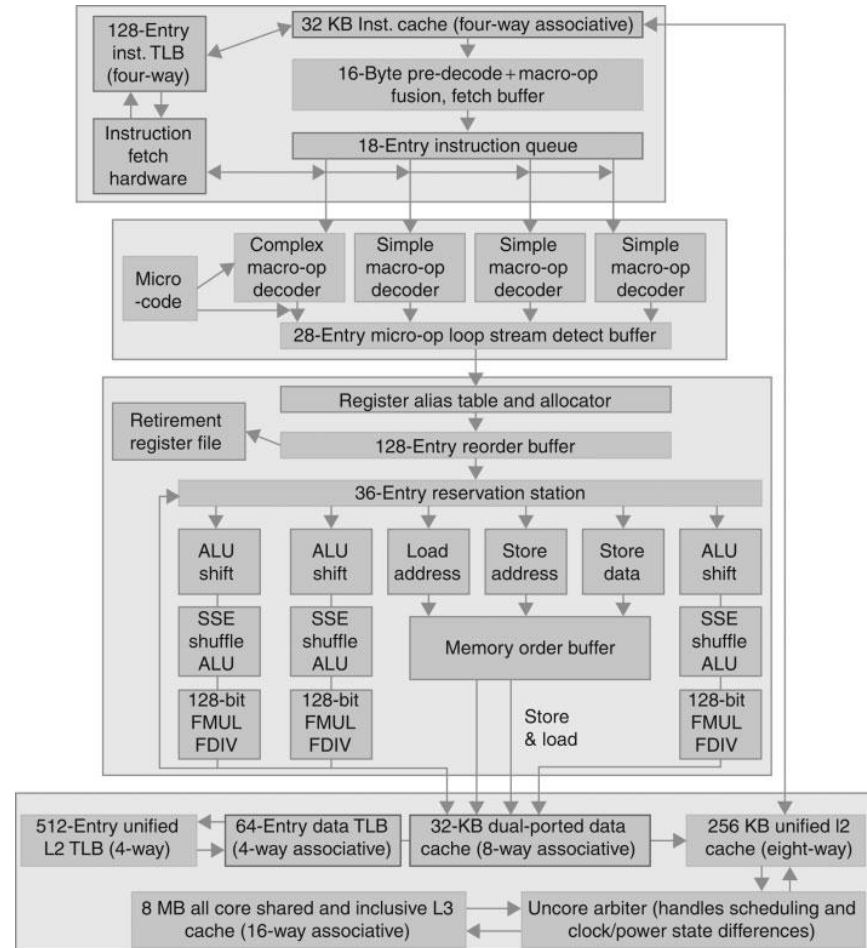 128-Entry
inst. TLB
(four-way)
32 KB Inst. cache (four-way associative)
16-Byte pre-decode+macro-op
fusion, fetch buffer
Instruction
fetch
hardware
18-Entry instruction queue
Micro
-code
Complex
macro-op
decoder
Simple
macro-op
decoder
Simple
macro-op
decoder
Simple
macro-op
decoder
28-Entry micro-op loop stream detect buffer
Register alias table and allocator
Retirement
register file
128-Entry reorder buffer
36-Entry reservation station
ALU
shift
ALU
shift
Load
address
Store
address
Store
data
ALU
shift
SSE
shuffle
ALU
SSE
shuffle
ALU
Memory order buffer
SSE
shuffle
ALU
128-bit
FMUL
FDIV
128-bit
FMUL
FDIV
Store
& load
128-bit
FMUL
FDIV
512-Entry unified
L2 TLB (4-way)
64-Entry data TLB
(4-way associative)
32-KB dual-ported data
cache (8-way associative)
256 KB unified l2
cache (eight-way)
8 MB all core shared and inclusive L3
cache (16-way associative)
Uncore arbiter (handles scheduling and
clock/power state differences)